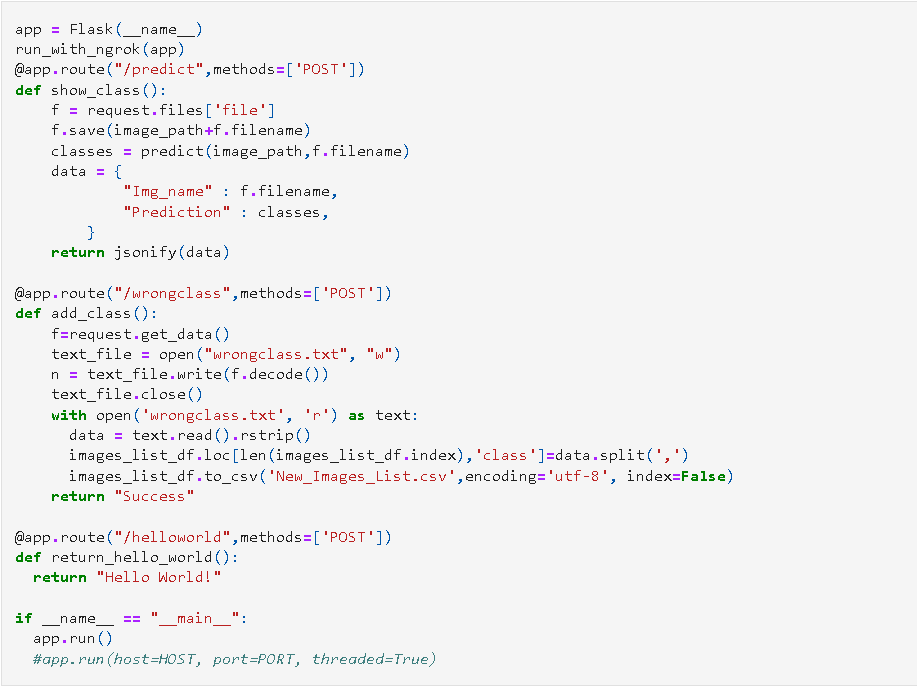 app = Flask(__name__)
run_with_ngrok(app)
@app.route("/predict",methods=['POST'])
def show_class():
    f = request.files['file']
    f.save(image_path+f.filename)
    classes = predict(image_path,f.filename)
    data = {
            "Img_name" : f.filename,
            "Prediction" : classes,
        }
    return jsonify(data)

@app.route("/wrongclass",methods=['POST'])
def add_class():
    f=request.get_data()
    text_file = open("wrongclass.txt", "w")
    n = text_file.write(f.decode())
    text_file.close()
    with open('wrongclass.txt', 'r') as text:
      data = text.read().rstrip()
      images_list_df.loc[len(images_list_df.index),'class']=data.split(',')
      images_list_df.to_csv('New_Images_List.csv',encoding='utf-8', index=False)
    return "Success"

@app.route("/helloworld",methods=['POST'])
def return_hello_world():
  return "Hello World!"

if __name__ == "__main__":
  app.run()
  #app.run(host=HOST, port=PORT, threaded=True)